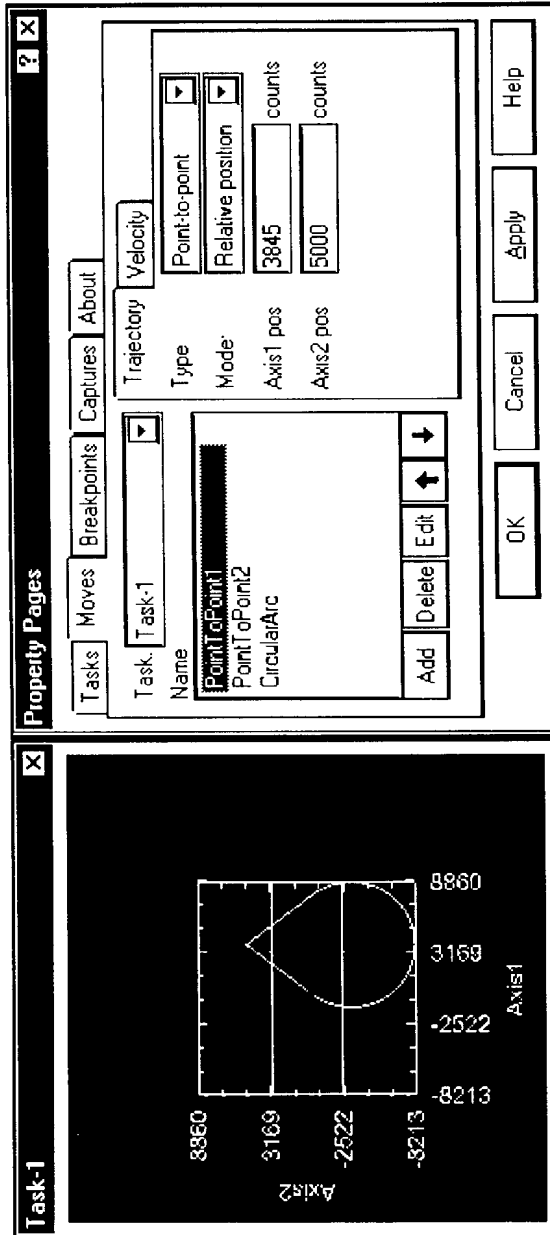 Task-1
8860
3169
-2522
-8213
Axis2
-8213 -2522 3169 8860
Axis1
Property Pages
Tasks Moves Breakpoints Captures About
Task. Task-1
Name
PointToPoint1
PointToPoint2
CircularArc
Add Delete Edit
Trajectory Velocity
Type Point-to-point
Mode: Relative position
Axis1 pos 3845 counts
Axis2 pos 5000 counts
OK Cancel Apply Help